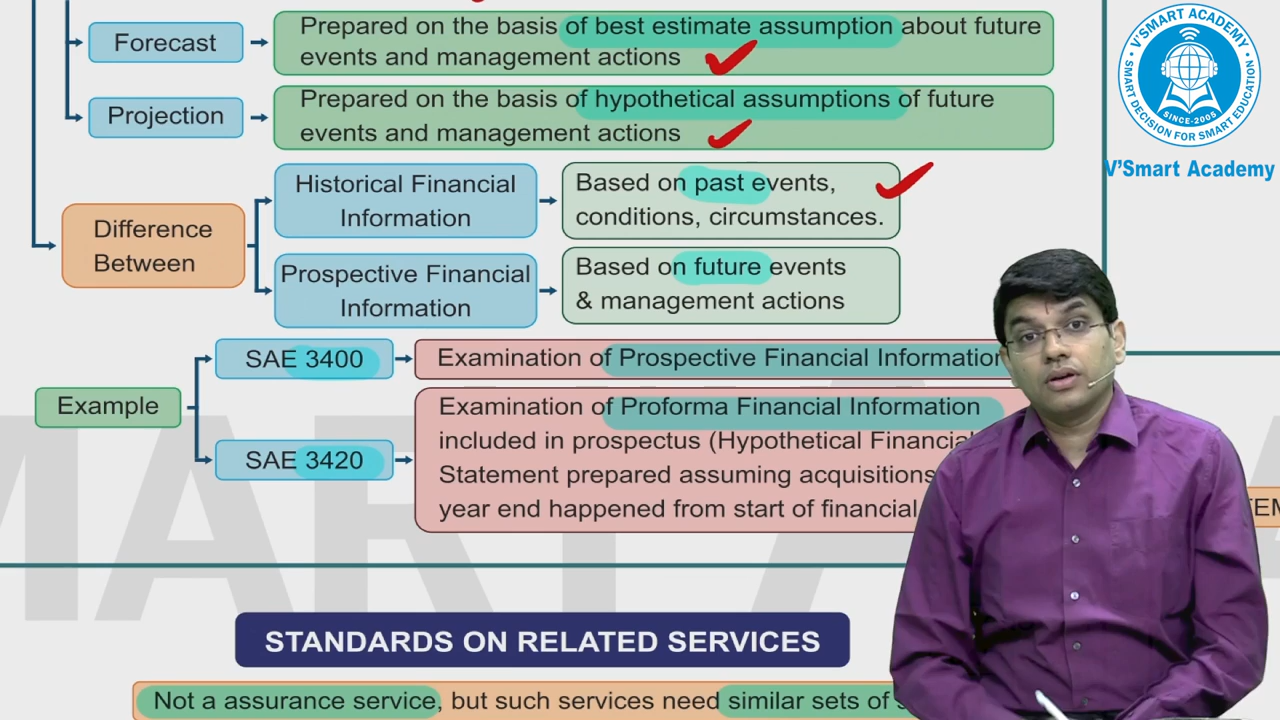 Forecast
Prepared on the basis of best estimate assumption about future
events and management actions
Projection
Prepared on the basis of hypothetical assumptions of future
events and management actions
V'SMART ACADEMY
SMART DECISION FOR SMART EDUCATION
SINCE-2005
V'Smart Academy
Difference
Between
Historical Financial
Information
Based on past events,
conditions, circumstances.
Prospective Financial
Information
Based on future events
& management actions
Example
SAE 3400
Examination of Prospective Financial Information
SAE 3420
Examination of Proforma Financial Information
included in prospectus (Hypothetical Financial
Statement prepared assuming acquisitions
year end happened from start of financial
STANDARDS ON RELATED SERVICES
Not a assurance service, but such services need similar sets of